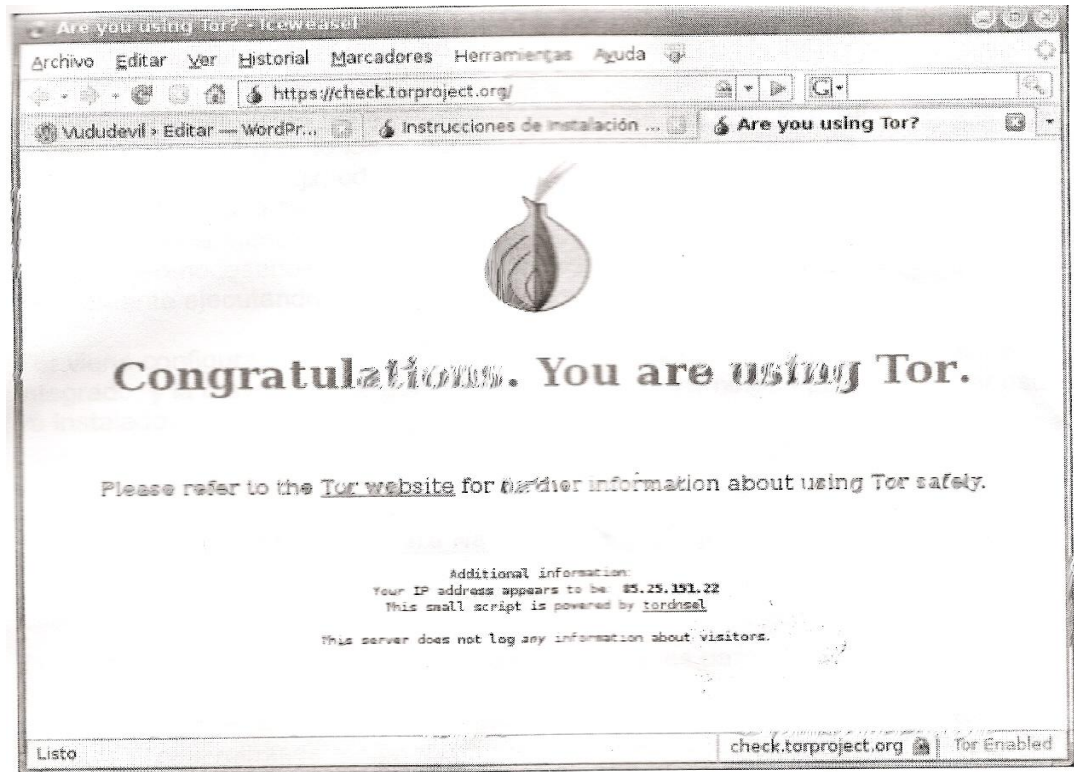 Are you using Tor? - Iceweasel
Archivo Editar Ver Historial Marcadores Herramientas Ayuda
https://check.torproject.org/
Vududevil › Editar — WordPr... Instrucciones de Instalación ... Are you using Tor?
Congratulations. You are using Tor.
Please refer to the Tor website for further information about using Tor safely.
Additional information:
Your IP address appears to be: 85.25.151.22
This small script is powered by tordnsel
This server does not log any information about visitors.
Listo check.torproject.org Tor Enabled